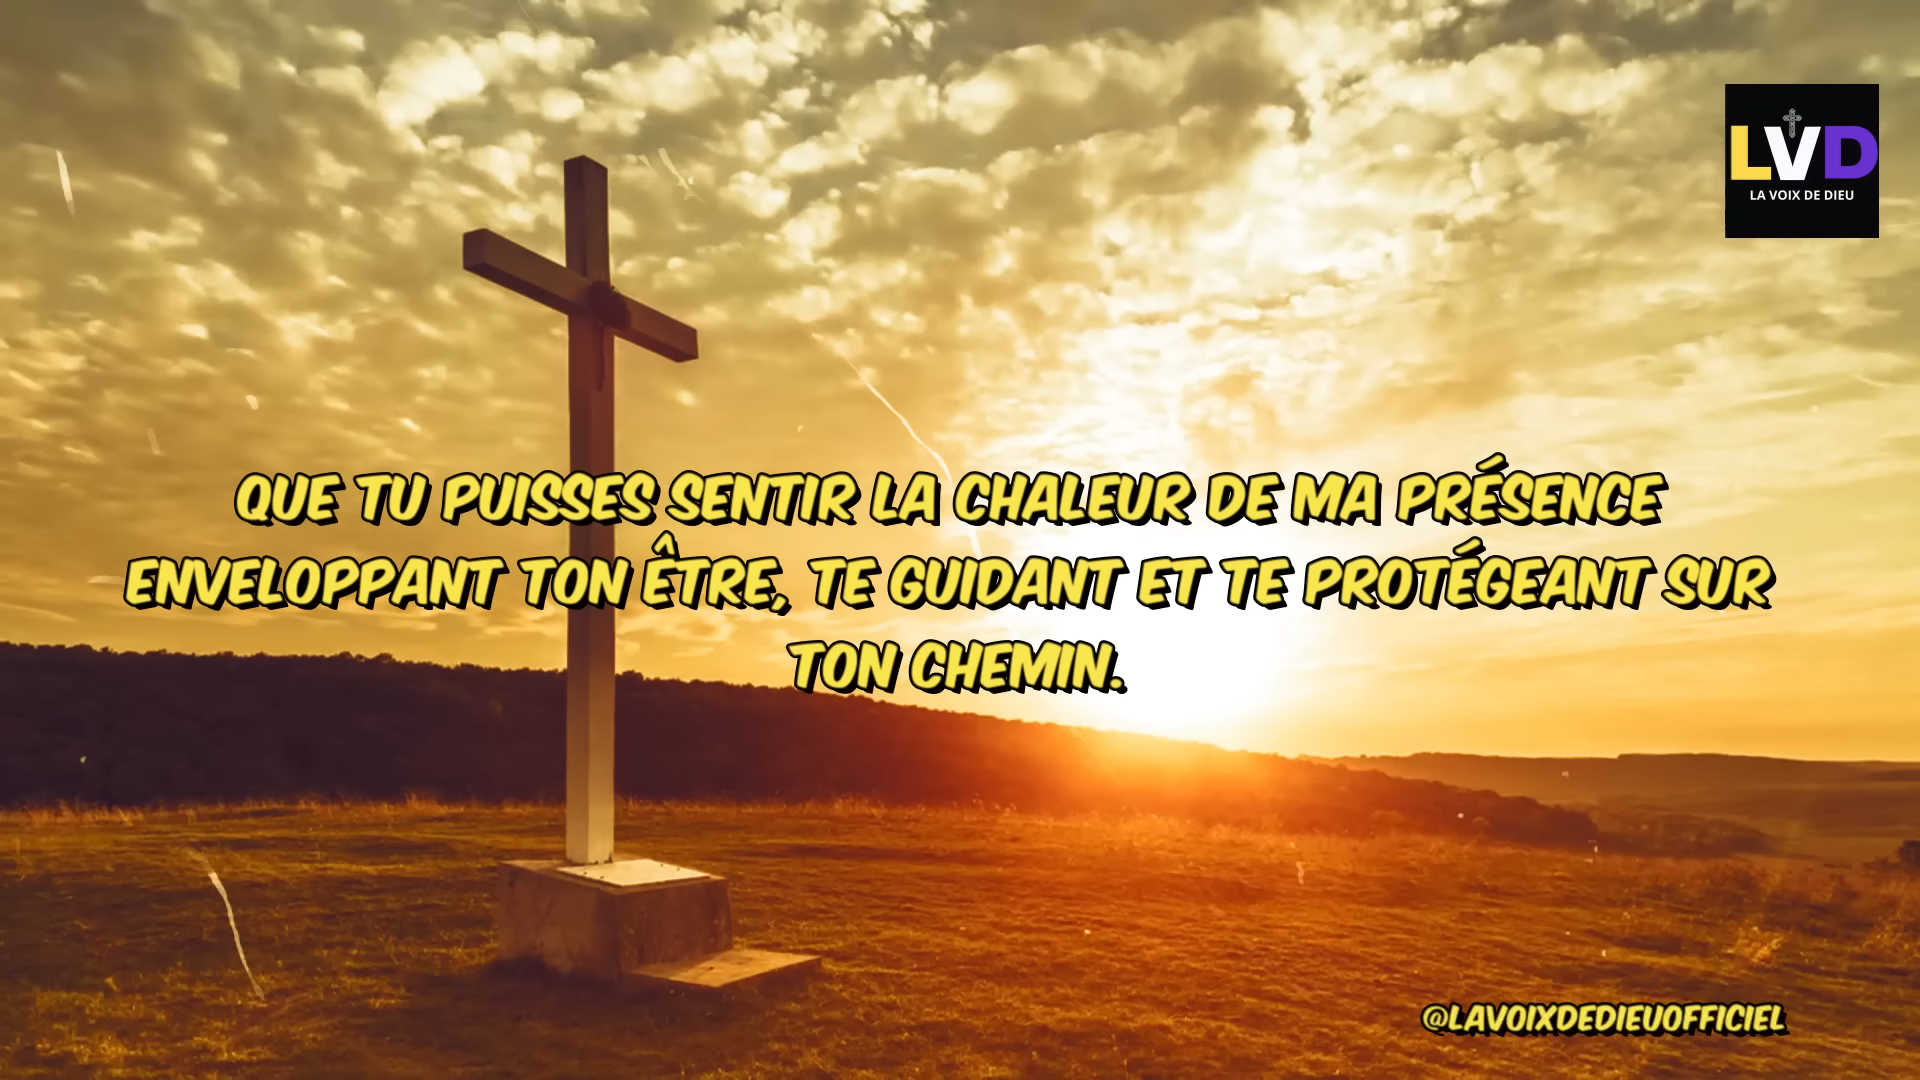 LVD
LA VOIX DE DIEU
QUE TU PUISSES SENTIR LA CHALEUR DE MA PRÉSENCE
ENVELOPPANT TON ÊTRE, TE GUIDANT ET TE PROTÉGEANT SUR
TON CHEMIN.
@LAVOIXDEDIEUOFFICIEL